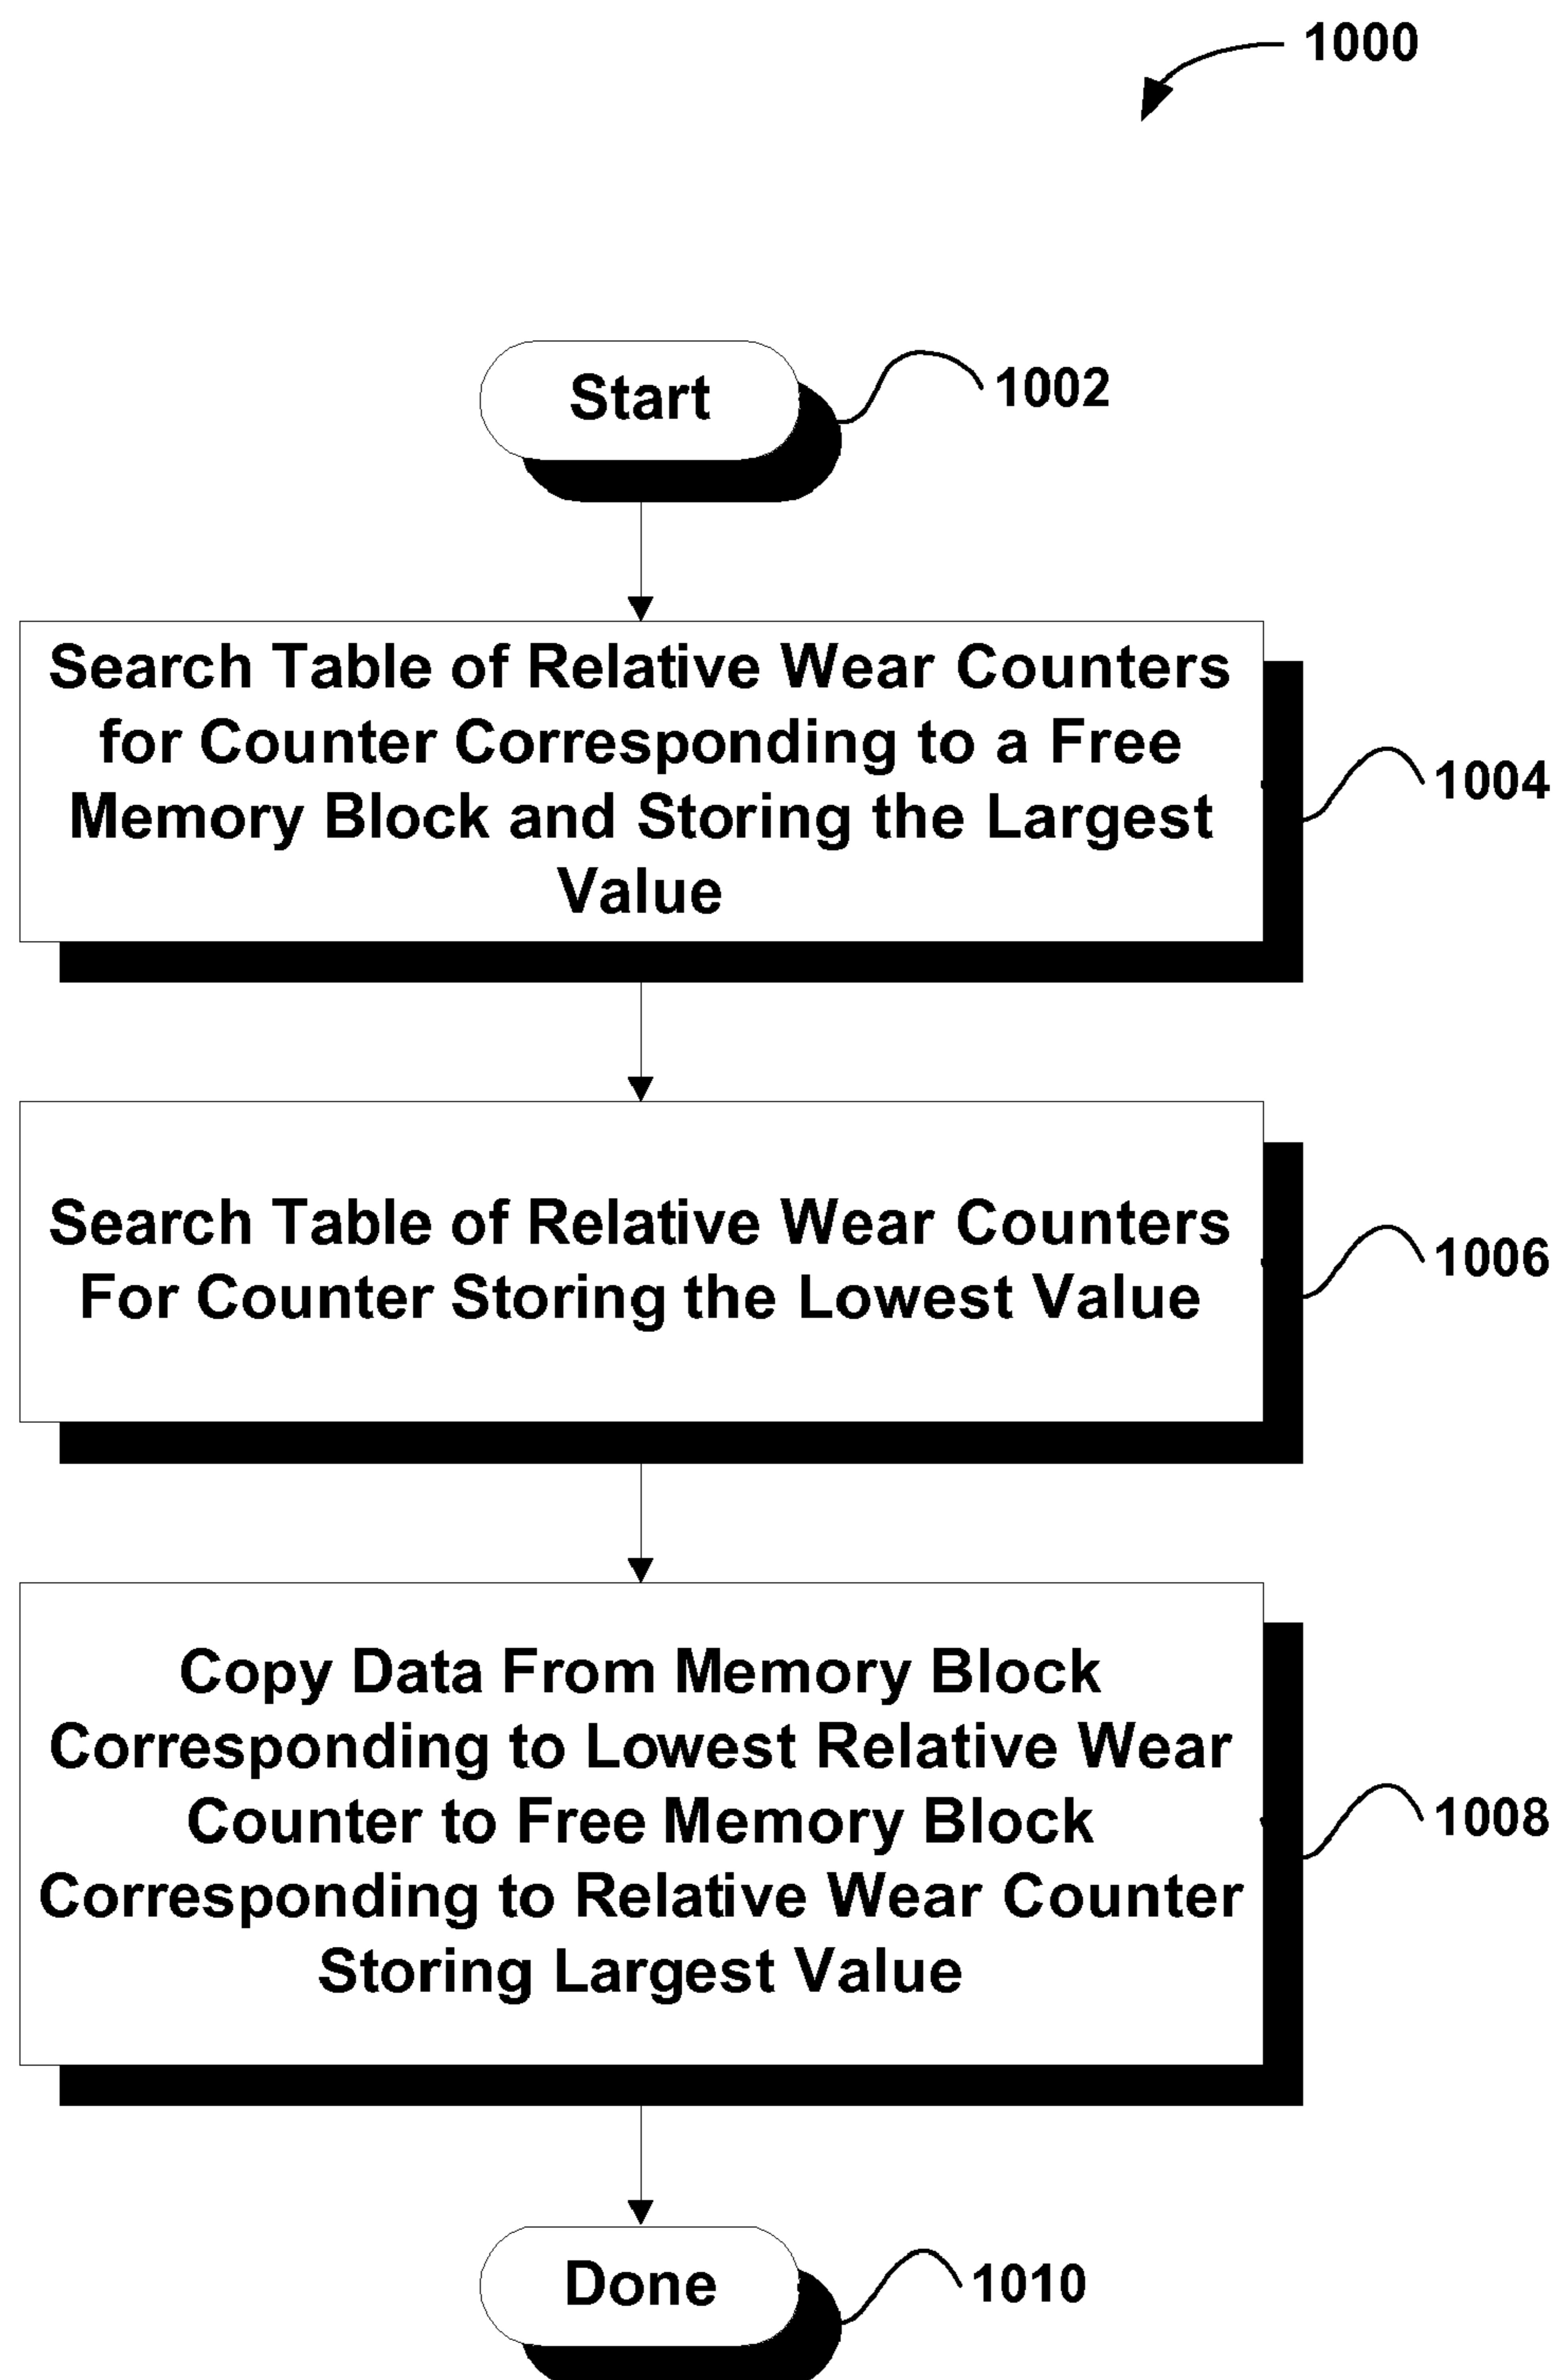 1000
Start
1002
Search Table of Relative Wear Counters
for Counter Corresponding to a Free
Memory Block and Storing the Largest
Value
1004
Search Table of Relative Wear Counters
For Counter Storing the Lowest Value
1006
Copy Data From Memory Block
Corresponding to Lowest Relative Wear
Counter to Free Memory Block
Corresponding to Relative Wear Counter
Storing Largest Value
1008
Done
1010